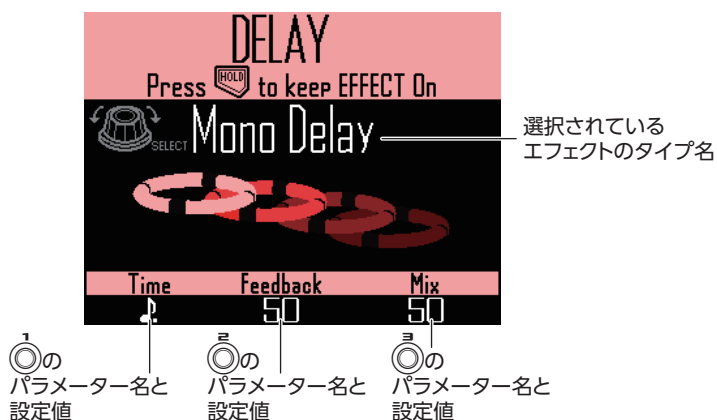 DELAY
Press HOLD to keep EFFECT On
SELECT Mono Delay
選択されている
エフェクトのタイプ名
Time Feedback Mix
50 50
1 2 3
の の の
パラメーター名と パラメーター名と パラメーター名と
設定値 設定値 設定値